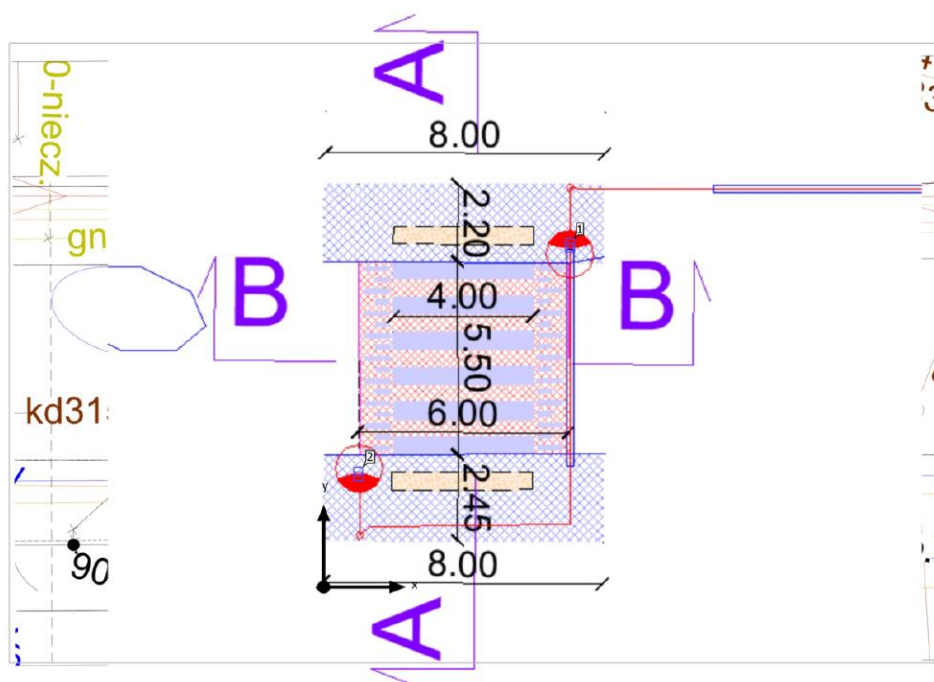 A
8.00
0-niecz.
2.20
1
gn
B
B
4.00
5.50
kd31
6.00
2
2.45
y
90
8.00
x
A